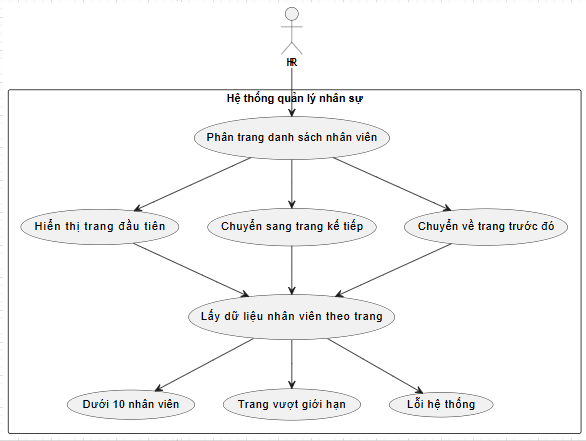 HR
Hệ thống quản lý nhân sự
Phân trang danh sách nhân viên
Hiển thị trang đầu tiên
Chuyển sang trang kế tiếp
Chuyển về trang trước đó
Lấy dữ liệu nhân viên theo trang
Dưới 10 nhân viên
Trang vượt giới hạn
Lỗi hệ thống